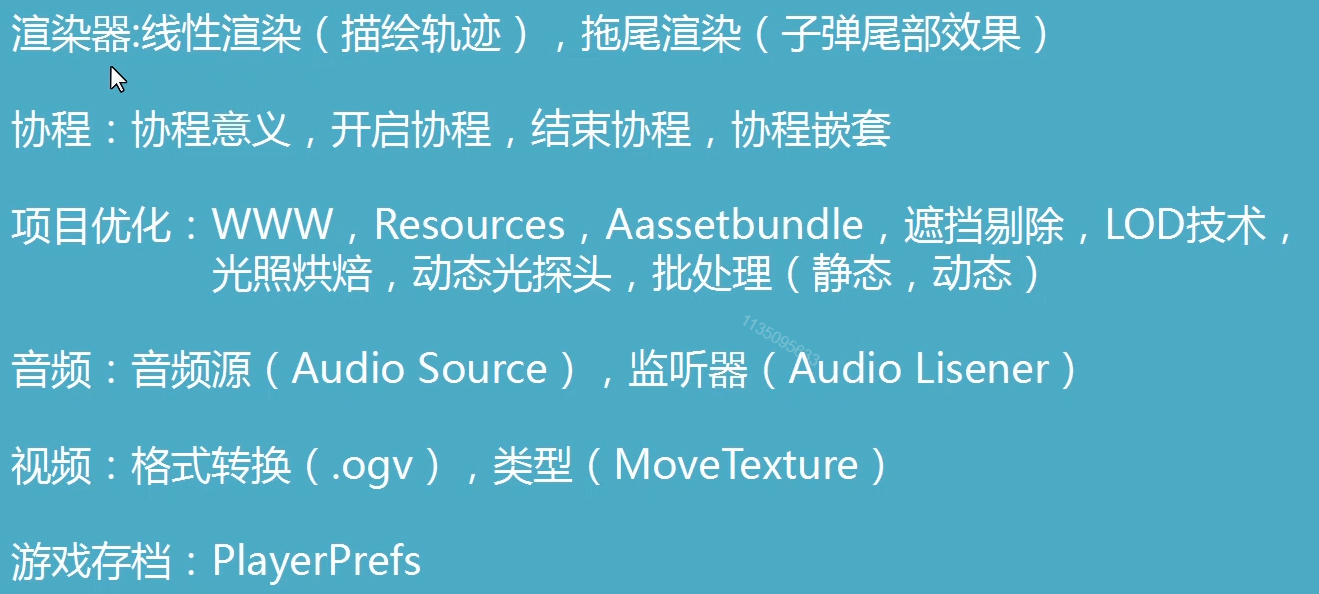 渲染器:线性渲染（描绘轨迹），拖尾渲染（子弹尾部效果）
协程：协程意义，开启协程，结束协程，协程嵌套
项目优化：WWW，Resources，Aassetbundle，遮挡剔除，LOD技术，
光照烘焙，动态光探头，批处理（静态，动态）
音频：音频源（Audio Source），监听器（Audio Lisener）
视频：格式转换（.ogv），类型（MoveTexture）
游戏存档：PlayerPrefs